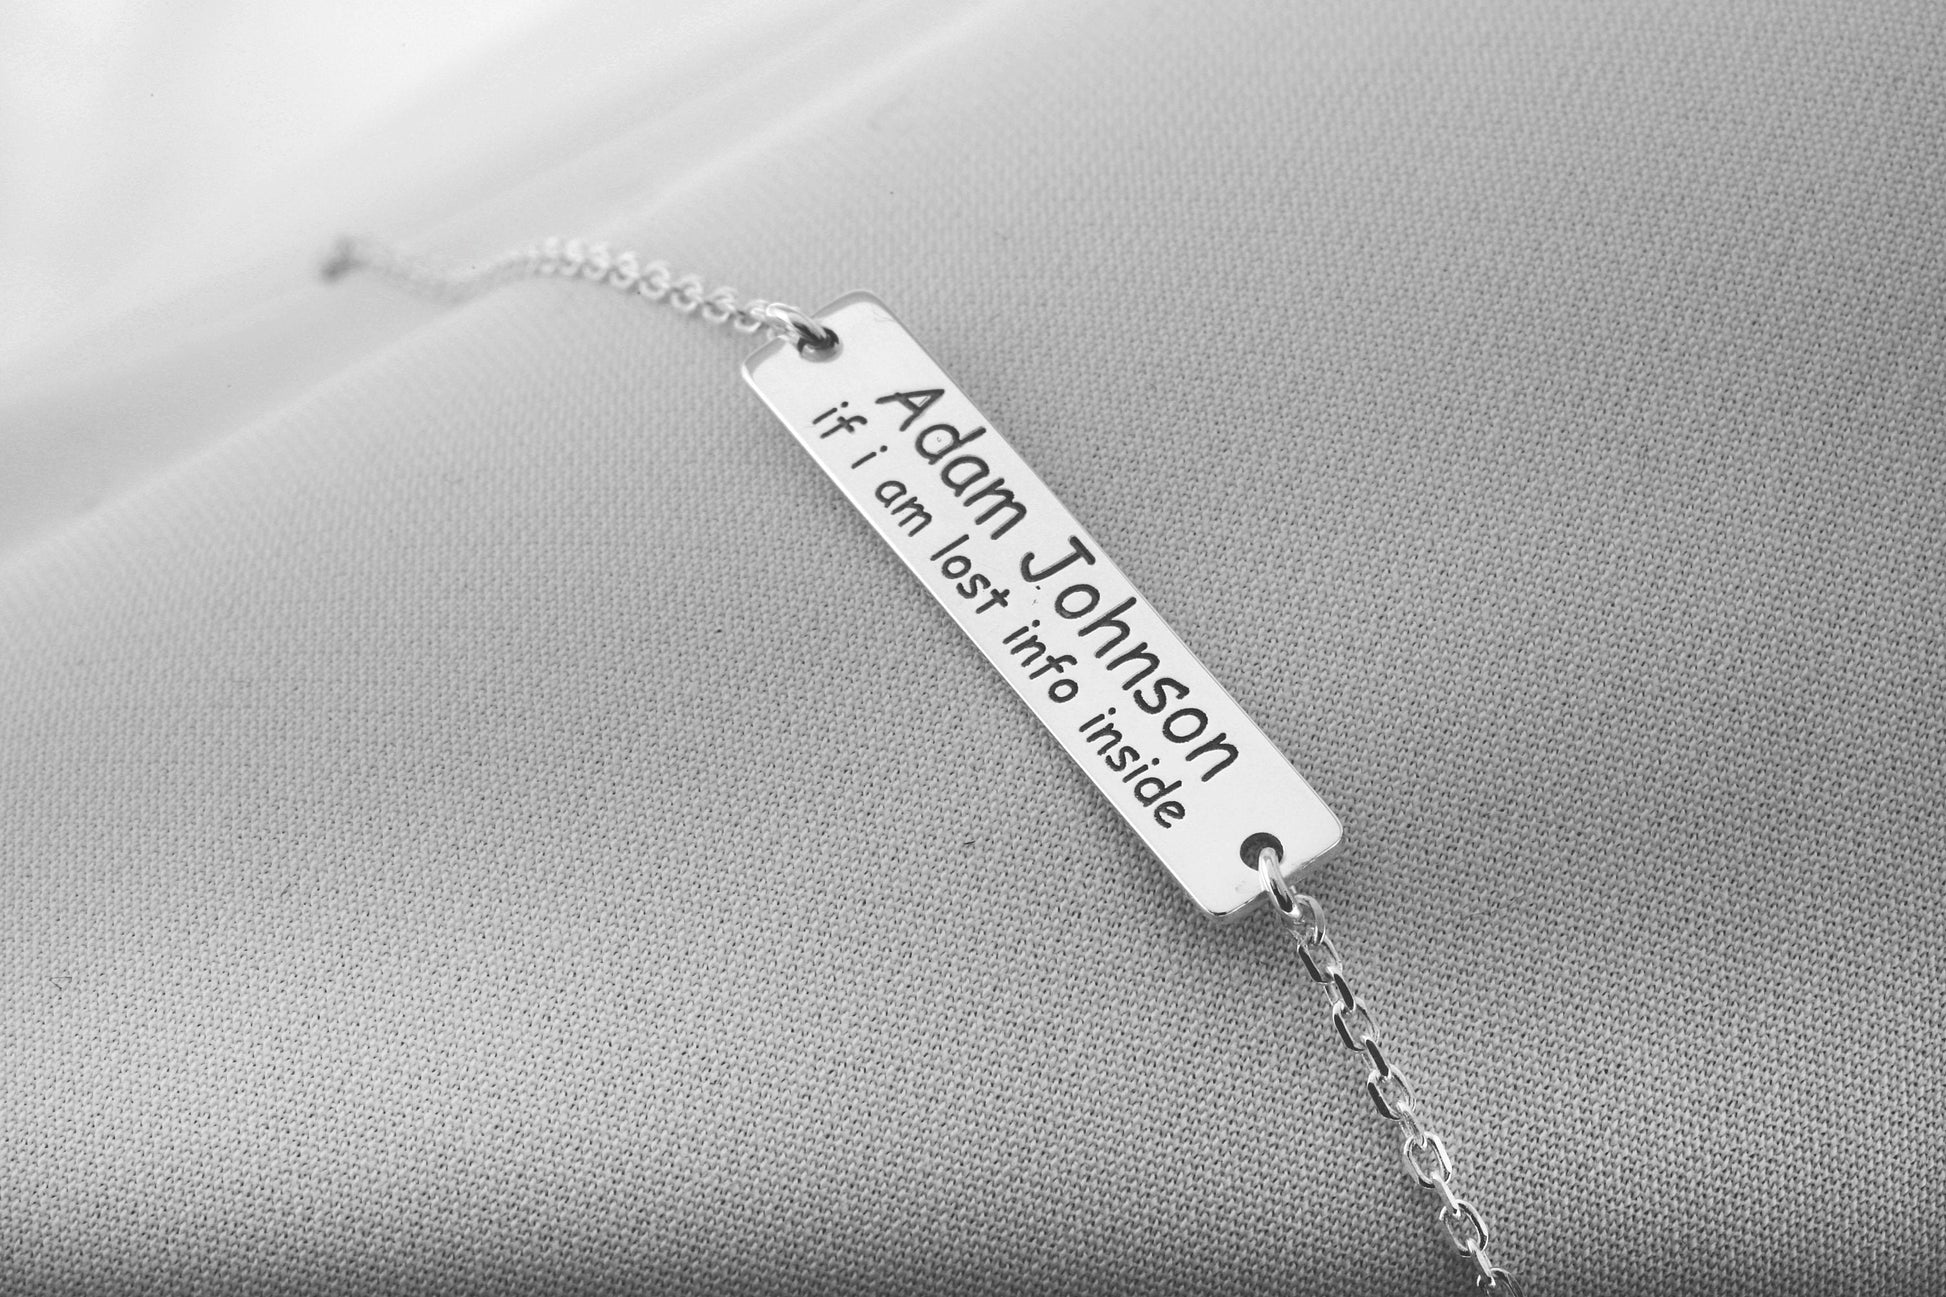 Adam Johnson
if i am lost info inside